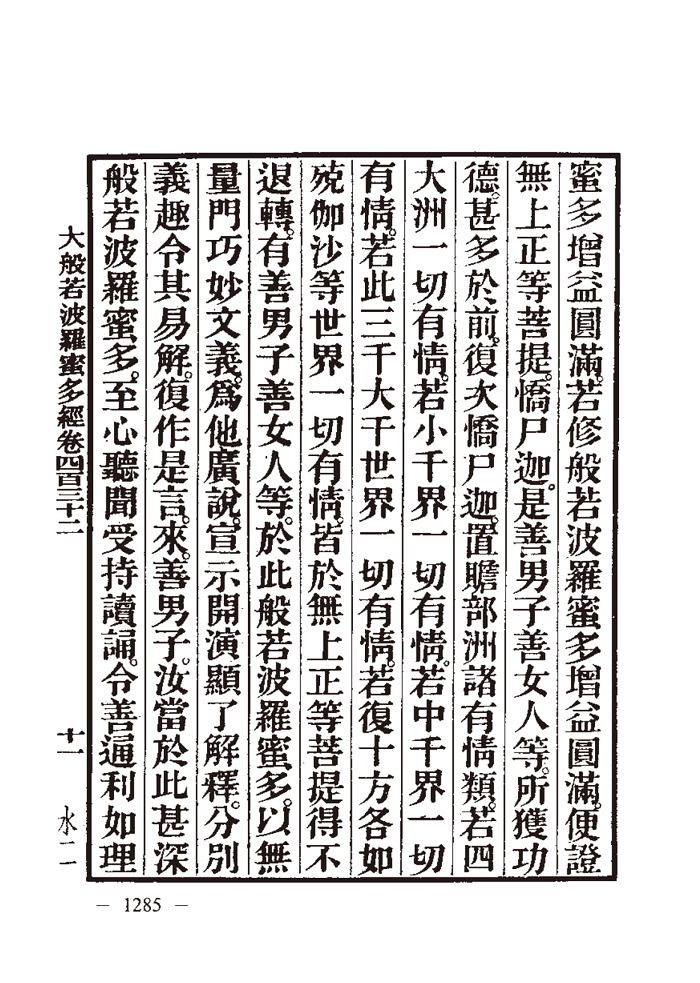 蜜多增益圓滿。若修般若波羅蜜多增益圓滿。便證
無上正等菩提。憍尸迦。是善男子善女人等。所獲功
德。甚多於前。復次憍尸迦。置贍部洲諸有情類。若四
大洲一切有情。若小千界一切有情。若中千界一切
有情。若此三千大千世界一切有情。若復十方各如
殑伽沙等世界一切有情。皆於無上正等菩提得不
退轉。有善男子善女人等。於此般若波羅蜜多。以無
量門巧妙文義。爲他廣說。宣示開演顯了解釋。分別
義趣令其易解。復作是言。來。善男子。汝當於此甚深
般若波羅蜜多。至心聽聞受持讀誦。令善通利如理
大般若波羅蜜多經卷四百三十二 十一 水二
— 1285 —